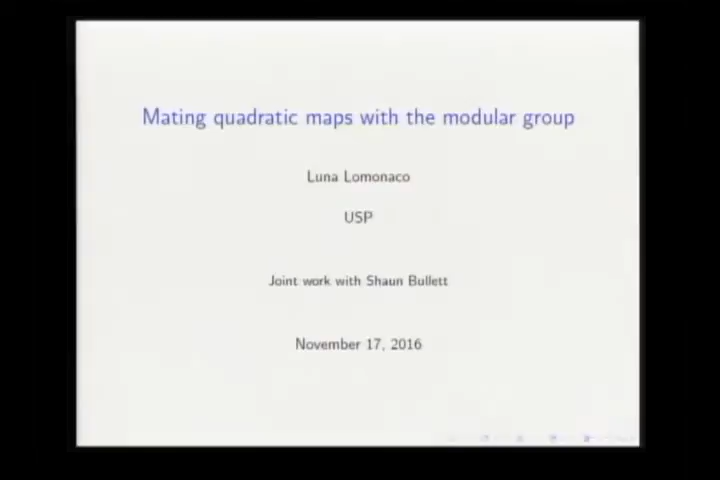 Mating quadratic maps with the modular group
Luna Lomonaco
USP
Joint work with Shaun Bullett
November 17, 2016